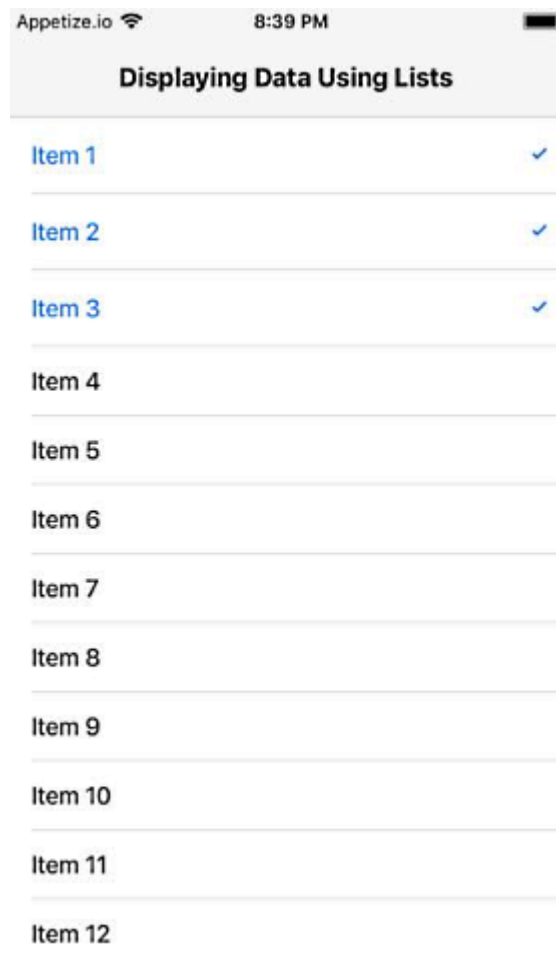 Appetize.io 8:39 PM
Displaying Data Using Lists
Item 1
Item 2
Item 3
Item 4
Item 5
Item 6
Item 7
Item 8
Item 9
Item 10
Item 11
Item 12